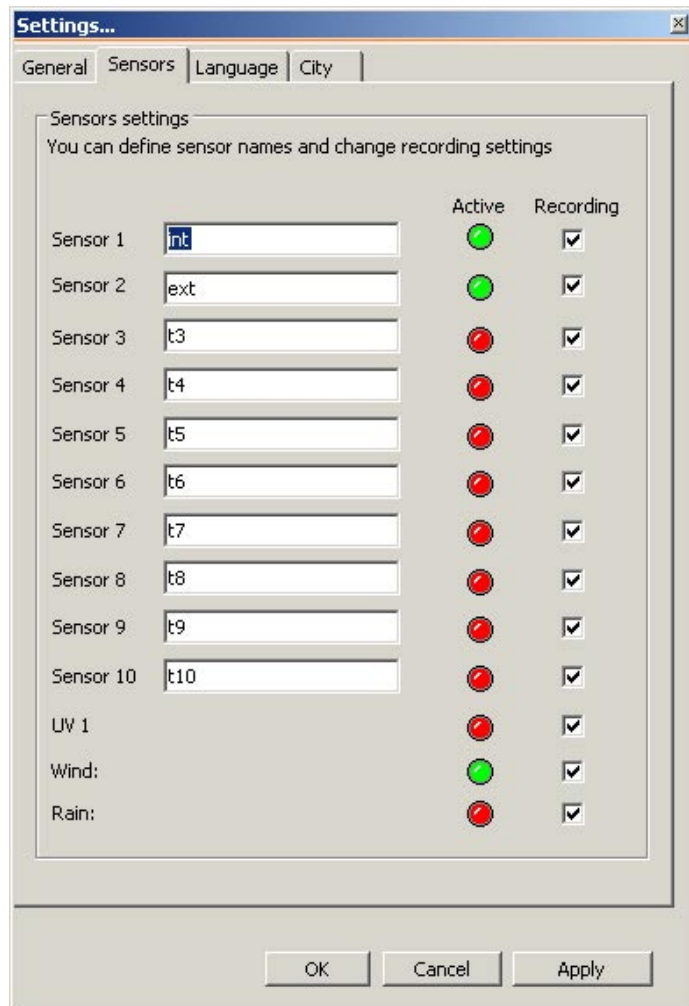 Settings...
General Sensors Language City
Sensors settings
You can define sensor names and change recording settings
Active Recording
Sensor 1 int
Sensor 2 ext
Sensor 3 t3
Sensor 4 t4
Sensor 5 t5
Sensor 6 t6
Sensor 7 t7
Sensor 8 t8
Sensor 9 t9
Sensor 10 t10
UV 1
Wind:
Rain:
OK Cancel Apply